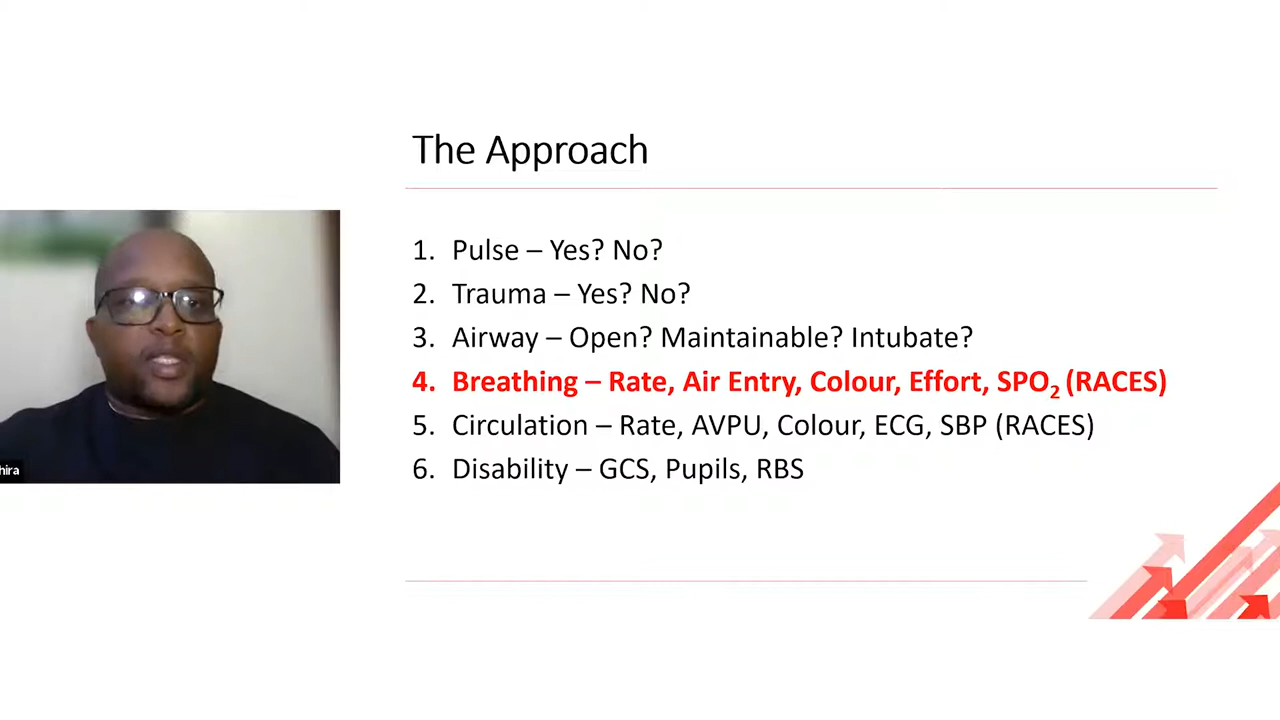 The Approach
1. Pulse – Yes? No?
2. Trauma – Yes? No?
3. Airway – Open? Maintainable? Intubate?
4. Breathing – Rate, Air Entry, Colour, Effort, SPO₂ (RACES)
5. Circulation – Rate, AVPU, Colour, ECG, SBP (RACES)
6. Disability – GCS, Pupils, RBS